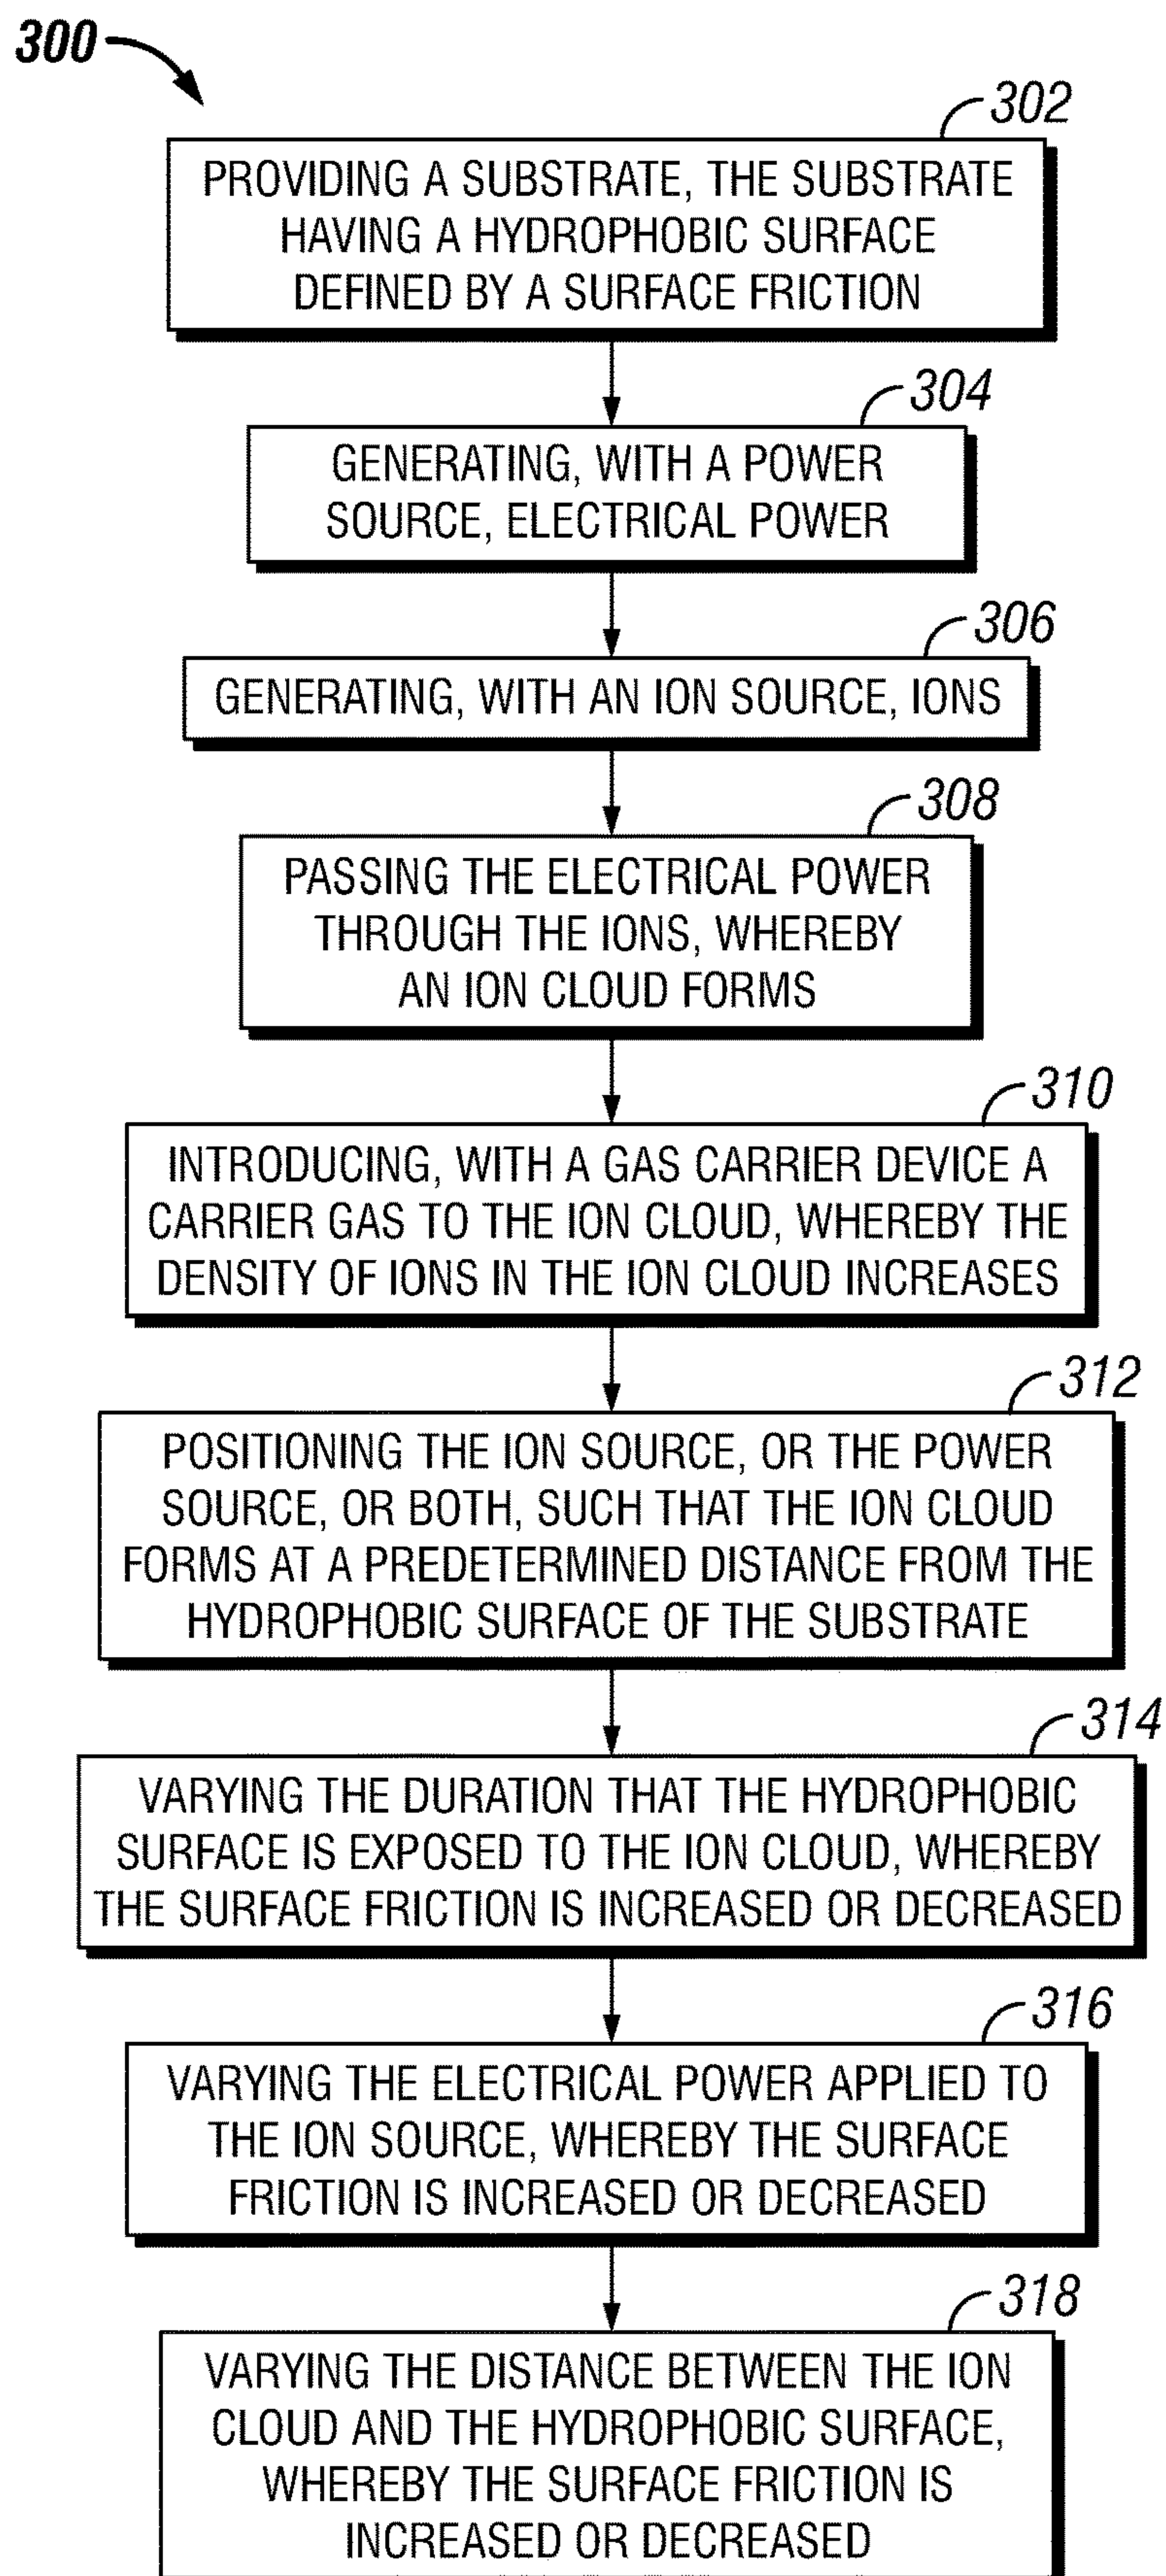 300
302
PROVIDING A SUBSTRATE, THE SUBSTRATE
HAVING A HYDROPHOBIC SURFACE
DEFINED BY A SURFACE FRICTION
304
GENERATING, WITH A POWER
SOURCE, ELECTRICAL POWER
306
GENERATING, WITH AN ION SOURCE, IONS
308
PASSING THE ELECTRICAL POWER
THROUGH THE IONS, WHEREBY
AN ION CLOUD FORMS
310
INTRODUCING, WITH A GAS CARRIER DEVICE A
CARRIER GAS TO THE ION CLOUD, WHEREBY THE
DENSITY OF IONS IN THE ION CLOUD INCREASES
312
POSITIONING THE ION SOURCE, OR THE POWER
SOURCE, OR BOTH, SUCH THAT THE ION CLOUD
FORMS AT A PREDETERMINED DISTANCE FROM THE
HYDROPHOBIC SURFACE OF THE SUBSTRATE
314
VARYING THE DURATION THAT THE HYDROPHOBIC
SURFACE IS EXPOSED TO THE ION CLOUD, WHEREBY
THE SURFACE FRICTION IS INCREASED OR DECREASED
316
VARYING THE ELECTRICAL POWER APPLIED TO
THE ION SOURCE, WHEREBY THE SURFACE
FRICTION IS INCREASED OR DECREASED
318
VARYING THE DISTANCE BETWEEN THE ION
CLOUD AND THE HYDROPHOBIC SURFACE,
WHEREBY THE SURFACE FRICTION IS
INCREASED OR DECREASED